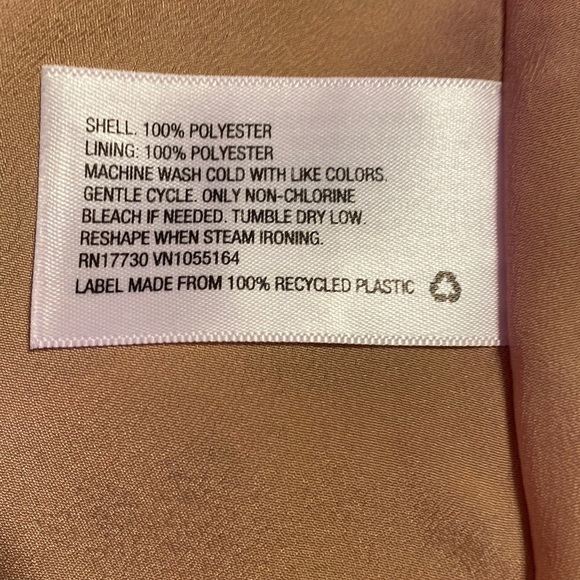 SHELL. 100% POLYESTER
LINING: 100% POLYESTER
MACHINE WASH COLD WITH LIKE COLORS.
GENTLE CYCLE. ONLY NON-CHLORINE
BLEACH IF NEEDED. TUMBLE DRY LOW.
RESHAPE WHEN STEAM IRONING.
RN17730 VN1055164
LABEL MADE FROM 100% RECYCLED PLASTIC